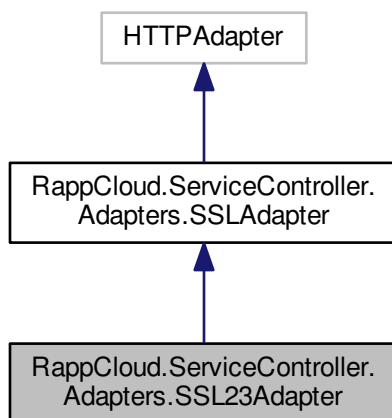 HTTPAdapter
RappCloud.ServiceController.
Adapters.SSLAdapter
RappCloud.ServiceController.
Adapters.SSL23Adapter